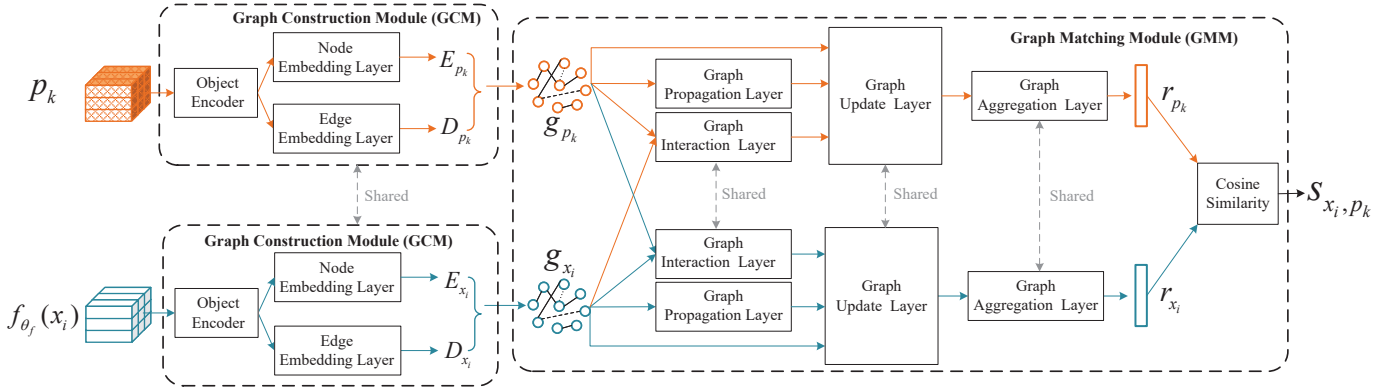 Graph Construction Module (GCM)
p_k
Object
Encoder
Node
Embedding Layer
Edge
Embedding Layer
E_{p_k}
D_{p_k}
Shared
Graph Construction Module (GCM)
f_{θ_f}(x_i)
Object
Encoder
Node
Embedding Layer
Edge
Embedding Layer
E_{x_i}
D_{x_i}
Graph Matching Module (GMM)
g_{p_k}
Graph
Propagation Layer
Graph
Interaction Layer
Graph
Update Layer
Graph
Aggregation Layer
r_{p_k}
Shared
Shared
Shared
Cosine
Similarity
s_{x_i, p_k}
g_{x_i}
Graph
Interaction Layer
Graph
Propagation Layer
Graph
Update Layer
Graph
Aggregation Layer
r_{x_i}